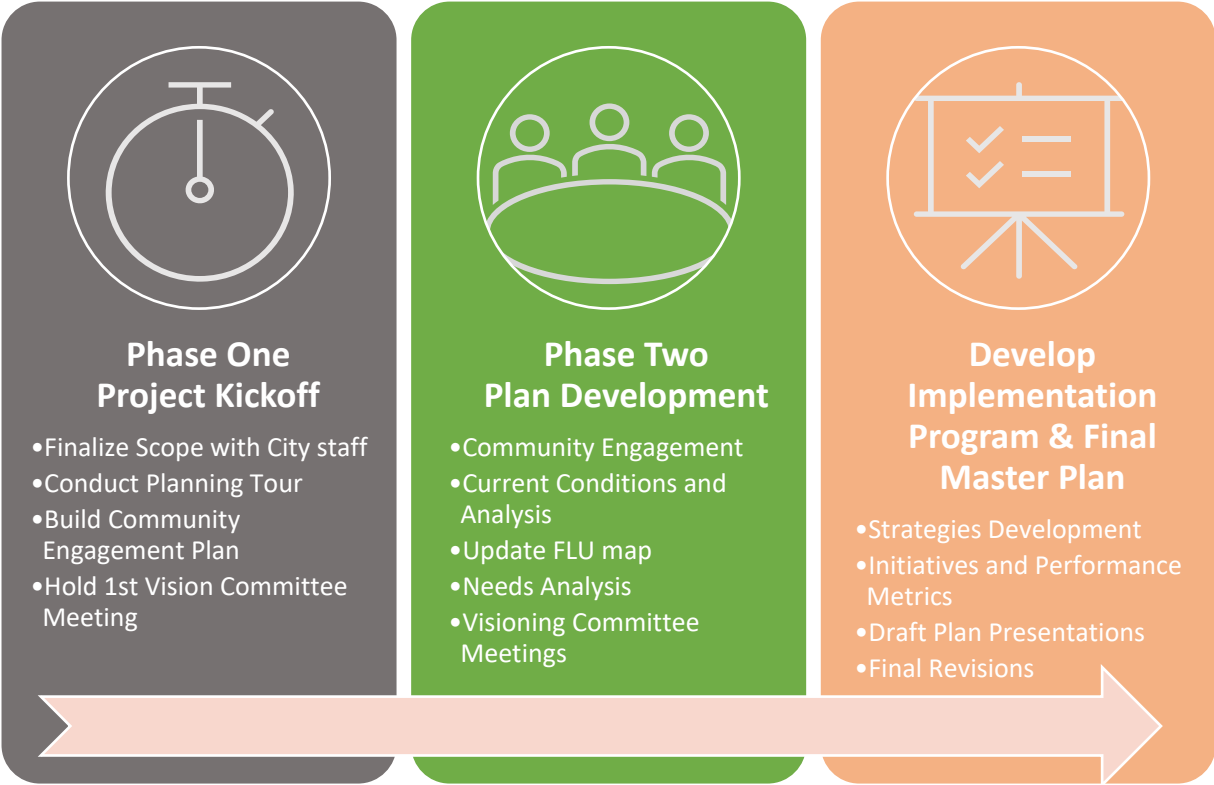 Phase One
Project Kickoff
•Finalize Scope with City staff
•Conduct Planning Tour
•Build Community
Engagement Plan
•Hold 1st Vision Committee
Meeting
Phase Two
Plan Development
•Community Engagement
•Current Conditions and
Analysis
•Update FLU map
•Needs Analysis
•Visioning Committee
Meetings
Develop
Implementation
Program & Final
Master Plan
•Strategies Development
•Initiatives and Performance
Metrics
•Draft Plan Presentations
•Final Revisions